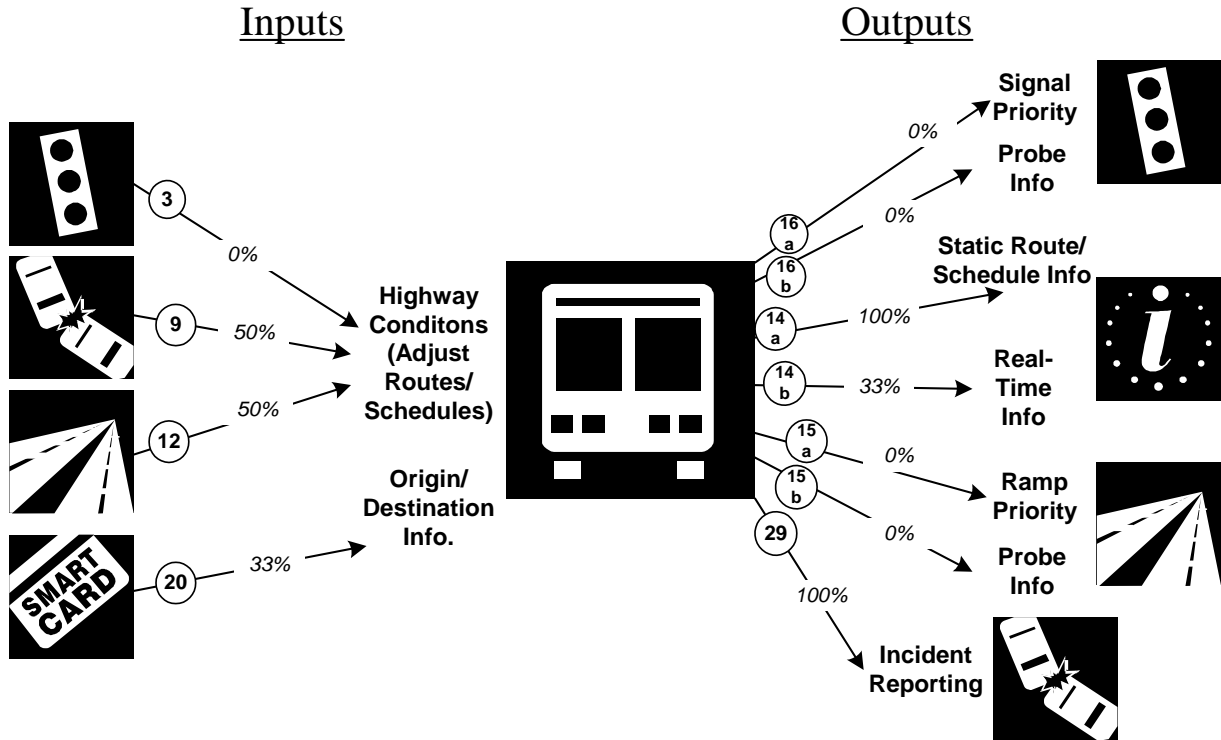 Inputs
Outputs
3
0%
9
50%
12
50%
20
33%
SMART
CARD
Highway
Conditons
(Adjust
Routes/
Schedules)
Origin/
Destination
Info.
16
a
0%
Signal
Priority
16
b
0%
Probe
Info
14
a
100%
Static Route/
Schedule Info
i
14
b
33%
Real-
Time
Info
15
a
0%
Ramp
Priority
15
b
0%
Probe
Info
29
100%
Incident
Reporting